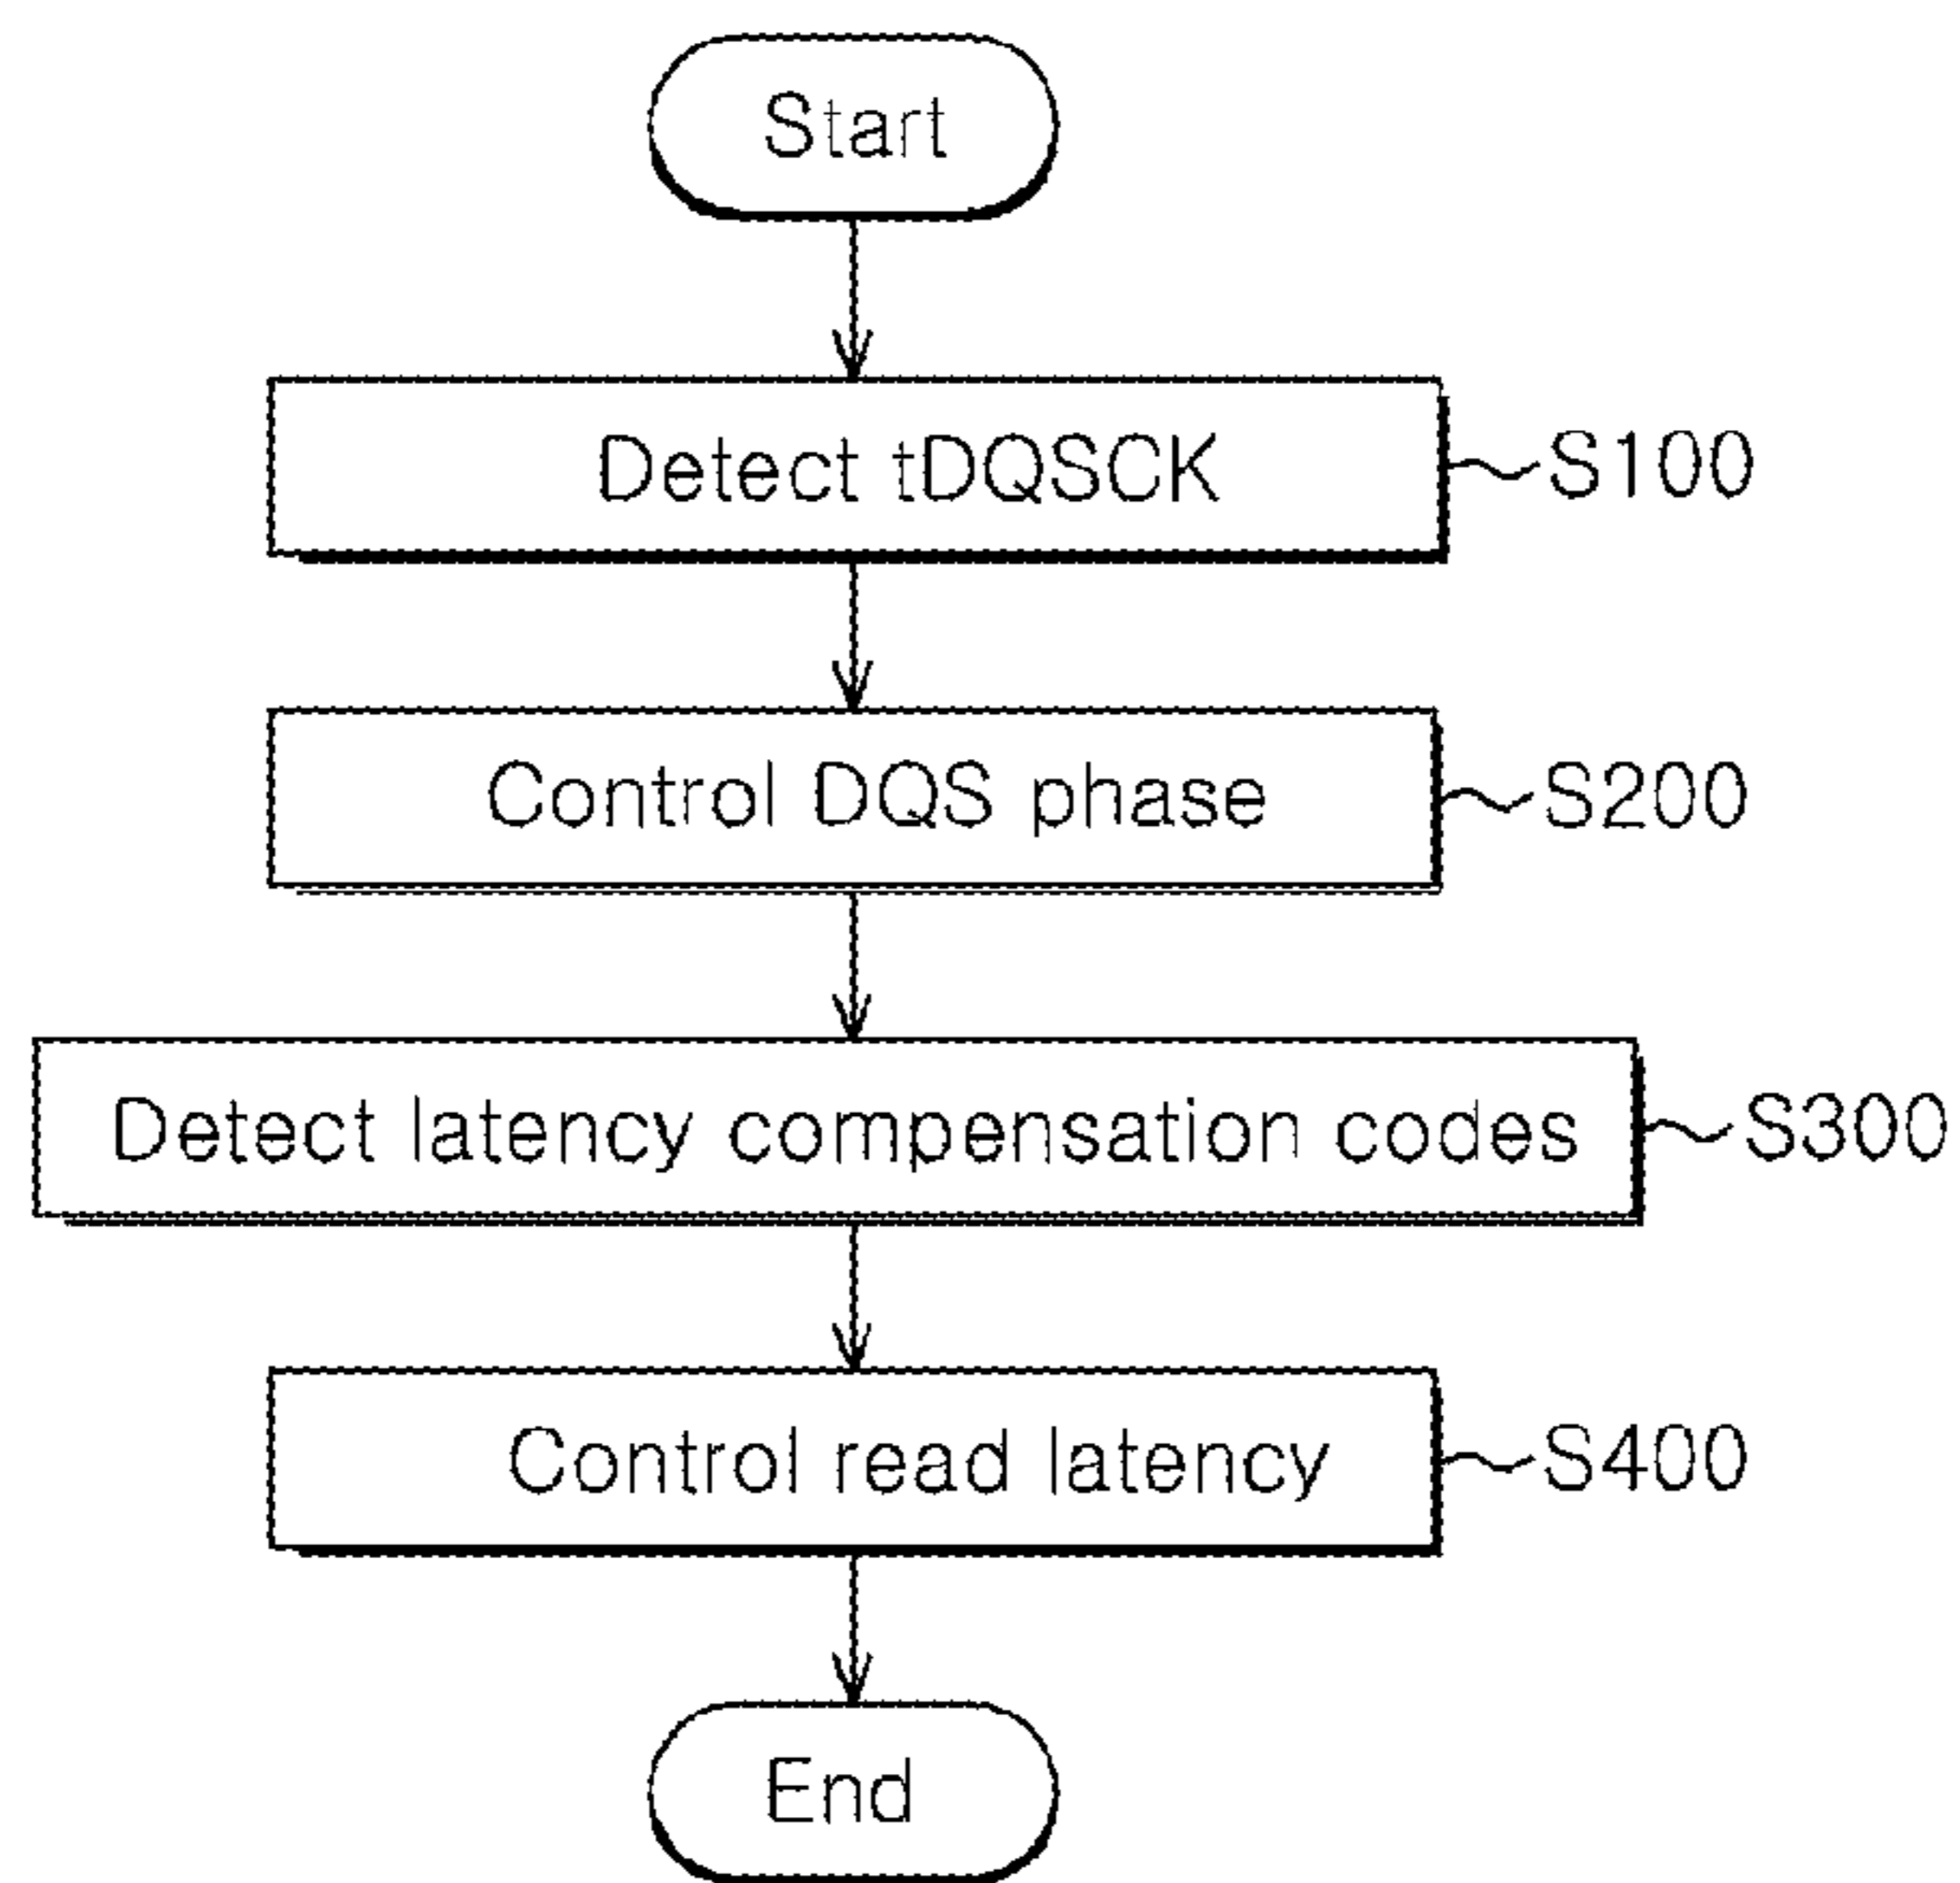 Start
Detect tDQSCK
S100
Control DQS phase
S200
Detect latency compensation codes
S300
Control read latency
S400
End